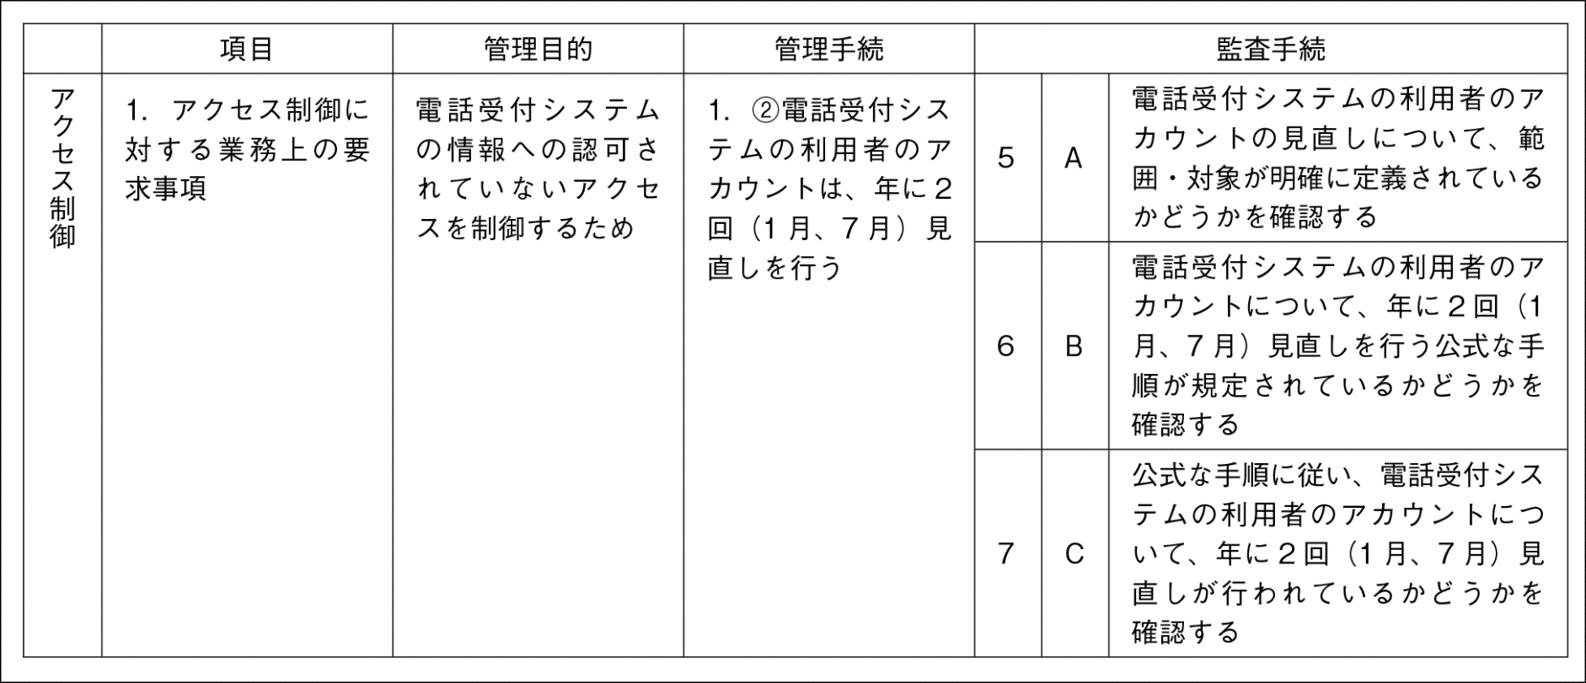 項目
管理目的
管理手続
監査手続
アクセス制御
1. アクセス制御に
対する業務上の要
求事項
電話受付システム
の情報への認可さ
れていないアクセ
スを制御するため
1. ②電話受付シス
テムの利用者のア
カウントは、年に2
回（1月、7月）見
直しを行う
5
A
電話受付システムの利用者のア
カウントの見直しについて、範
囲・対象が明確に定義されている
かどうかを確認する
6
B
電話受付システムの利用者のア
カウントについて、年に2回（1
月、7月）見直しを行う公式な手
順が規定されているかどうかを
確認する
7
C
公式な手順に従い、電話受付シス
テムの利用者のアカウントにつ
いて、年に2回（1月、7月）見
直しが行われているかどうかを
確認する